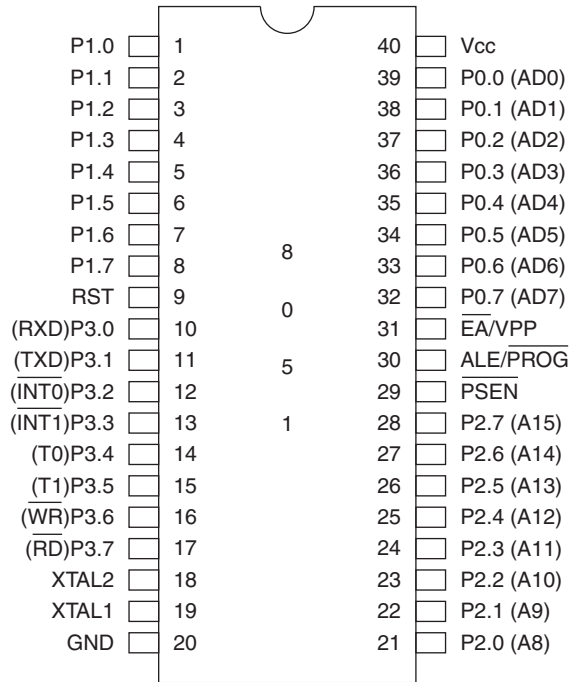 P1.0 1 40 Vcc
P1.1 2 39 P0.0 (AD0)
P1.2 3 38 P0.1 (AD1)
P1.3 4 37 P0.2 (AD2)
P1.4 5 36 P0.3 (AD3)
P1.5 6 35 P0.4 (AD4)
P1.6 7 34 P0.5 (AD5)
8
P1.7 8 33 P0.6 (AD6)
RST 9 32 P0.7 (AD7)
0
(RXD)P3.0 10 31 E̅A̅/VPP
(TXD)P3.1 11 30 ALE/P̅R̅O̅G̅
5
(I̅N̅T̅0̅)P3.2 12 29 P̅S̅E̅N̅
(I̅N̅T̅1̅)P3.3 13 1 28 P2.7 (A15)
(T0)P3.4 14 27 P2.6 (A14)
(T1)P3.5 15 26 P2.5 (A13)
(W̅R̅)P3.6 16 25 P2.4 (A12)
(R̅D̅)P3.7 17 24 P2.3 (A11)
XTAL2 18 23 P2.2 (A10)
XTAL1 19 22 P2.1 (A9)
GND 20 21 P2.0 (A8)